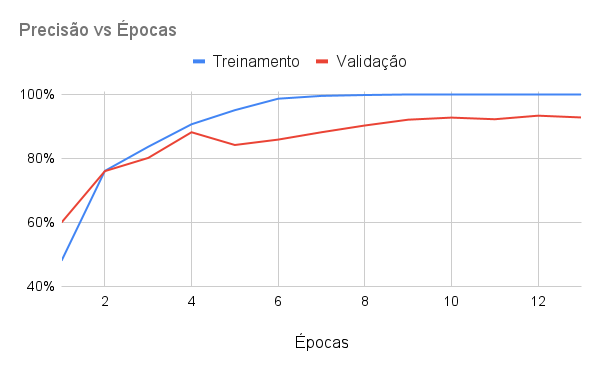 Precisão vs Épocas
Treinamento Validação
100%
80%
60%
40%
2 4 6 8 10 12
Épocas